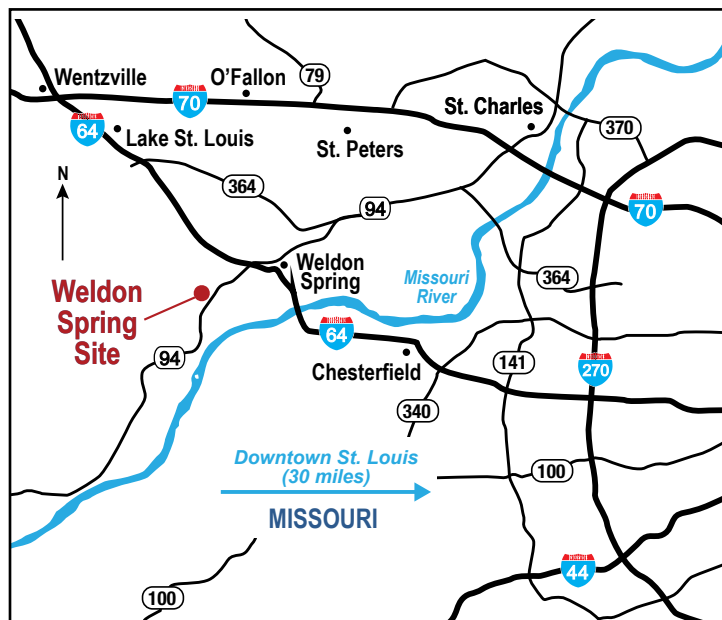 79
Wentzville
O'Fallon
70
64
Lake St. Louis
St. Peters
St. Charles
370
N
364
94
70
Weldon
Spring
Missouri
River
364
Weldon
Spring
Site
94
64
Chesterfield
141
270
340
Downtown St. Louis
(30 miles)
100
MISSOURI
44
100